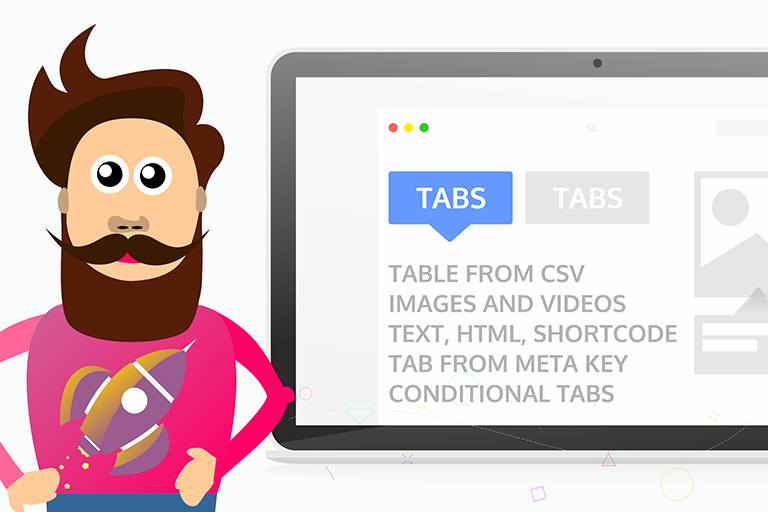 TABS
TABS
TABLE FROM CSV
IMAGES AND VIDEOS
TEXT, HTML, SHORTCODE
TAB FROM META KEY
CONDITIONAL TABS